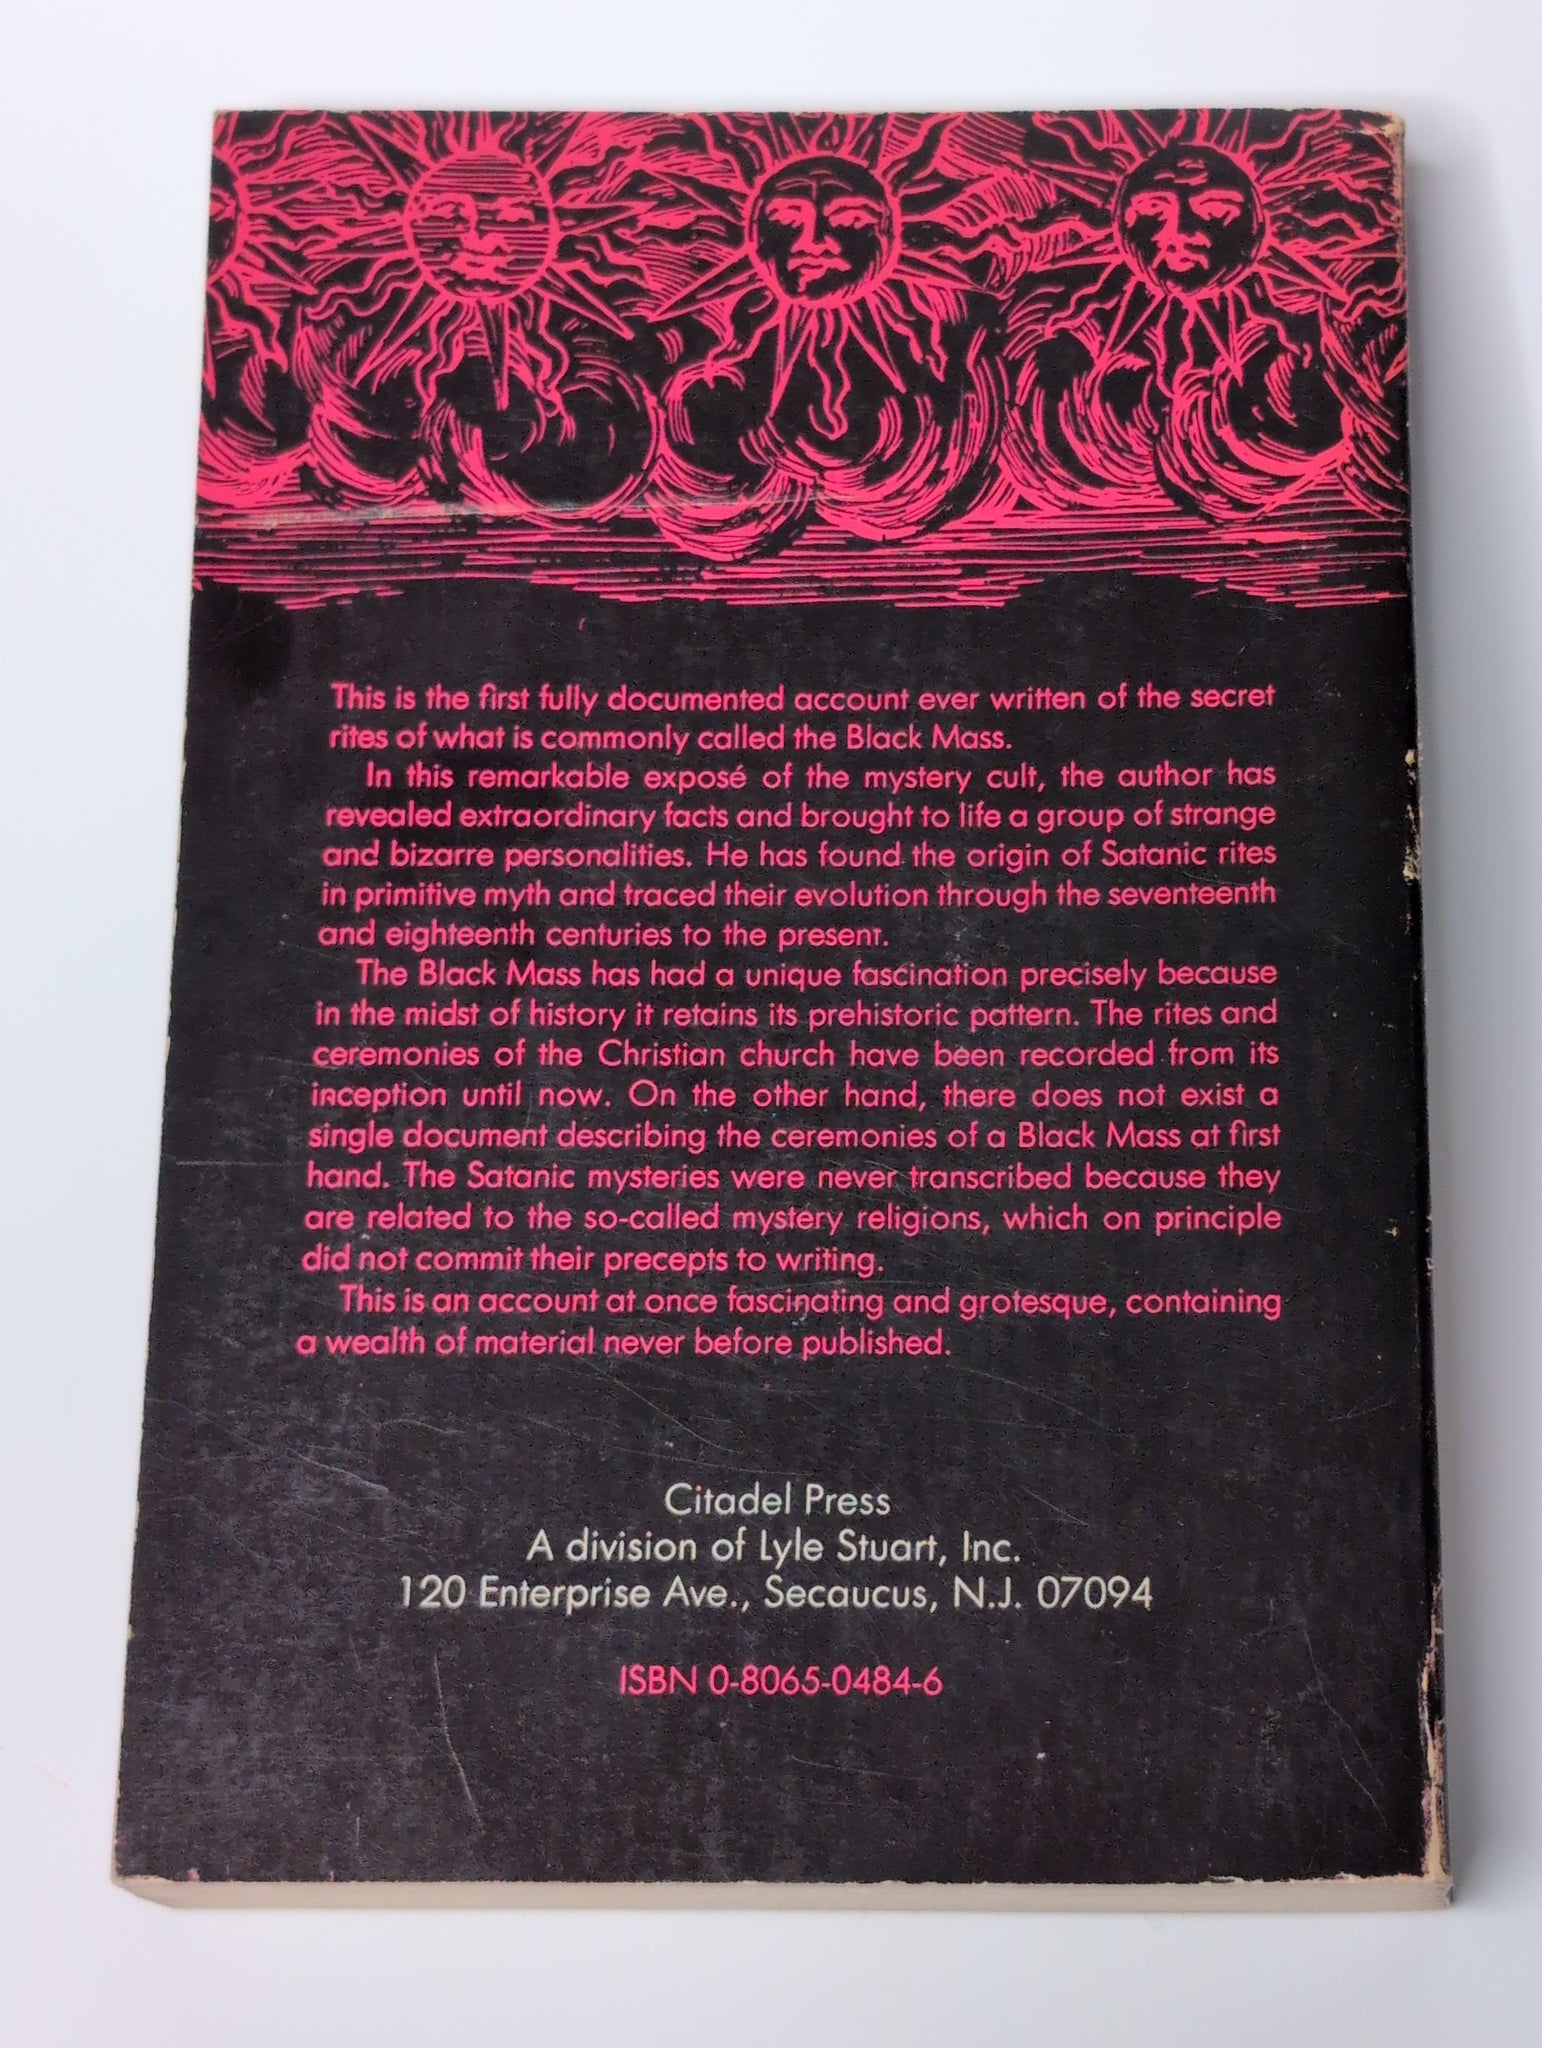 This is the first fully documented account ever written of the secret
rites of what is commonly called the Black Mass.
In this remarkable exposé of the mystery cult, the author has
revealed extraordinary facts and brought to life a group of strange
and bizarre personalities. He has found the origin of Satanic rites
in primitive myth and traced their evolution through the seventeenth
and eighteenth centuries to the present.
The Black Mass has had a unique fascination precisely because
in the midst of history it retains its prehistoric pattern. The rites and
ceremonies of the Christian church have been recorded from its
inception until now. On the other hand, there does not exist a
single document describing the ceremonies of a Black Mass at first
hand. The Satanic mysteries were never transcribed because they
are related to the so-called mystery religions, which on principle
did not commit their precepts to writing.
This is an account at once fascinating and grotesque, containing
a wealth of material never before published.
Citadel Press
A division of Lyle Stuart, Inc.
120 Enterprise Ave., Secaucus, N.J. 07094
ISBN 0-8065-0484-6